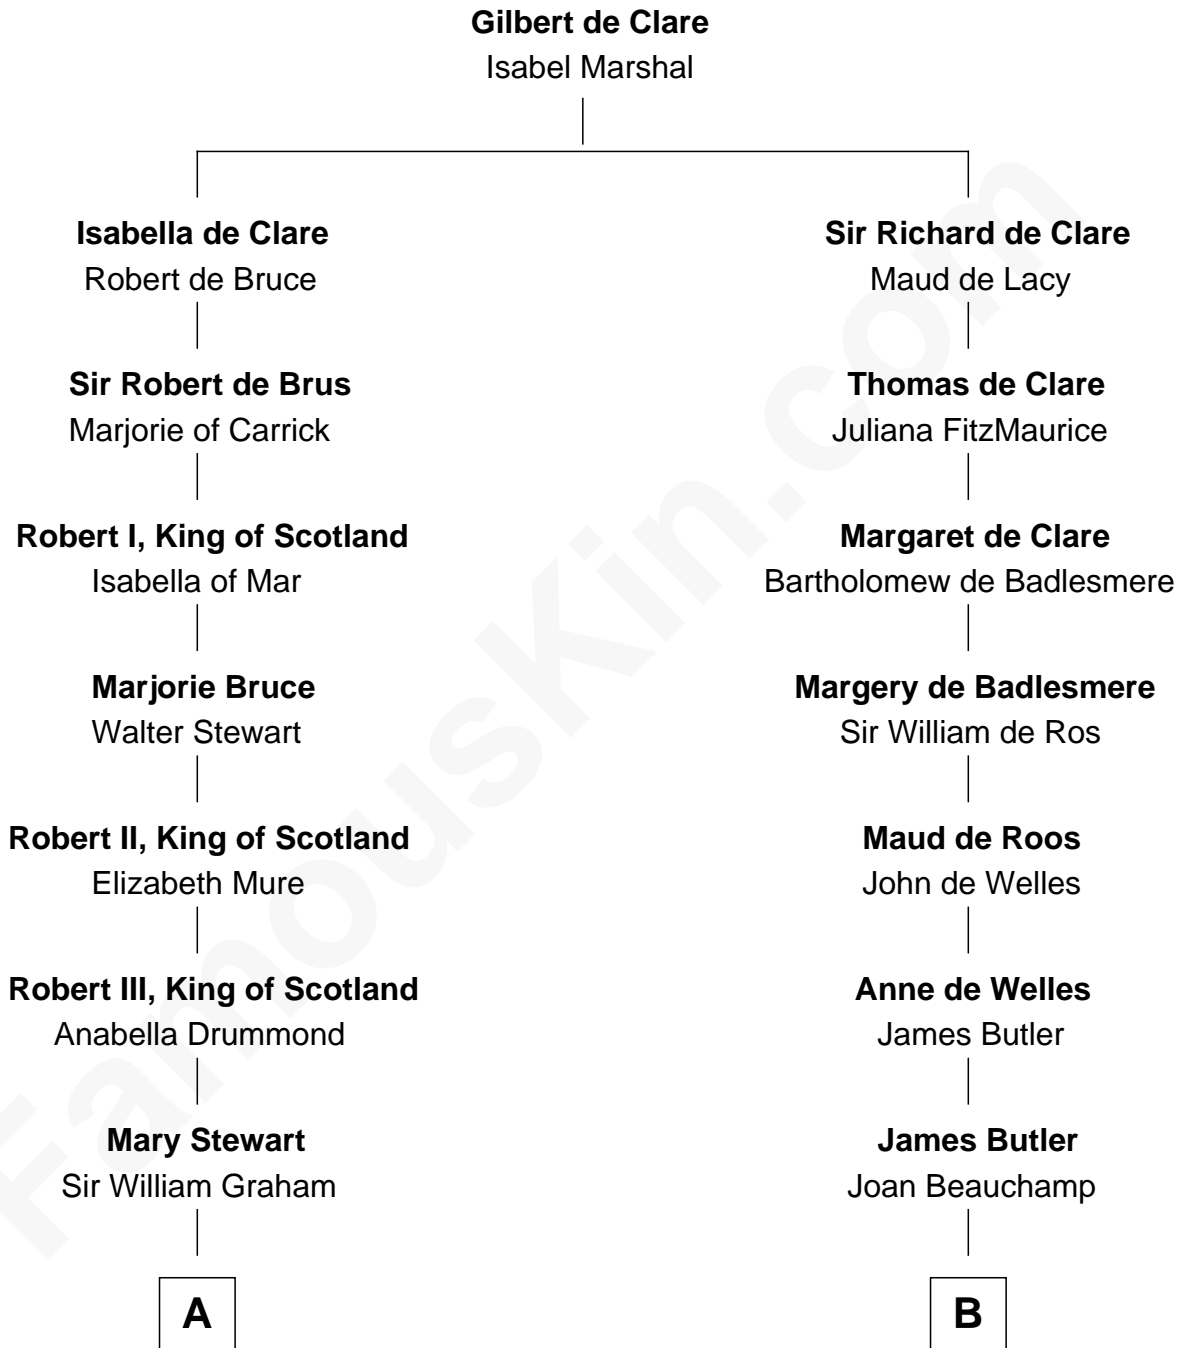 Gilbert de Clare
Isabel Marshal
Isabella de Clare
Robert de Bruce
Sir Robert de Brus
Marjorie of Carrick
Robert I, King of Scotland
Isabella of Mar
Marjorie Bruce
Walter Stewart
Robert II, King of Scotland
Elizabeth Mure
Robert III, King of Scotland
Anabella Drummond
Mary Stewart
Sir William Graham
A
Sir Richard de Clare
Maud de Lacy
Thomas de Clare
Juliana FitzMaurice
Margaret de Clare
Bartholomew de Badlesmere
Margery de Badlesmere
Sir William de Ros
Maud de Roos
John de Welles
Anne de Welles
James Butler
James Butler
Joan Beauchamp
B
FamousKin.com